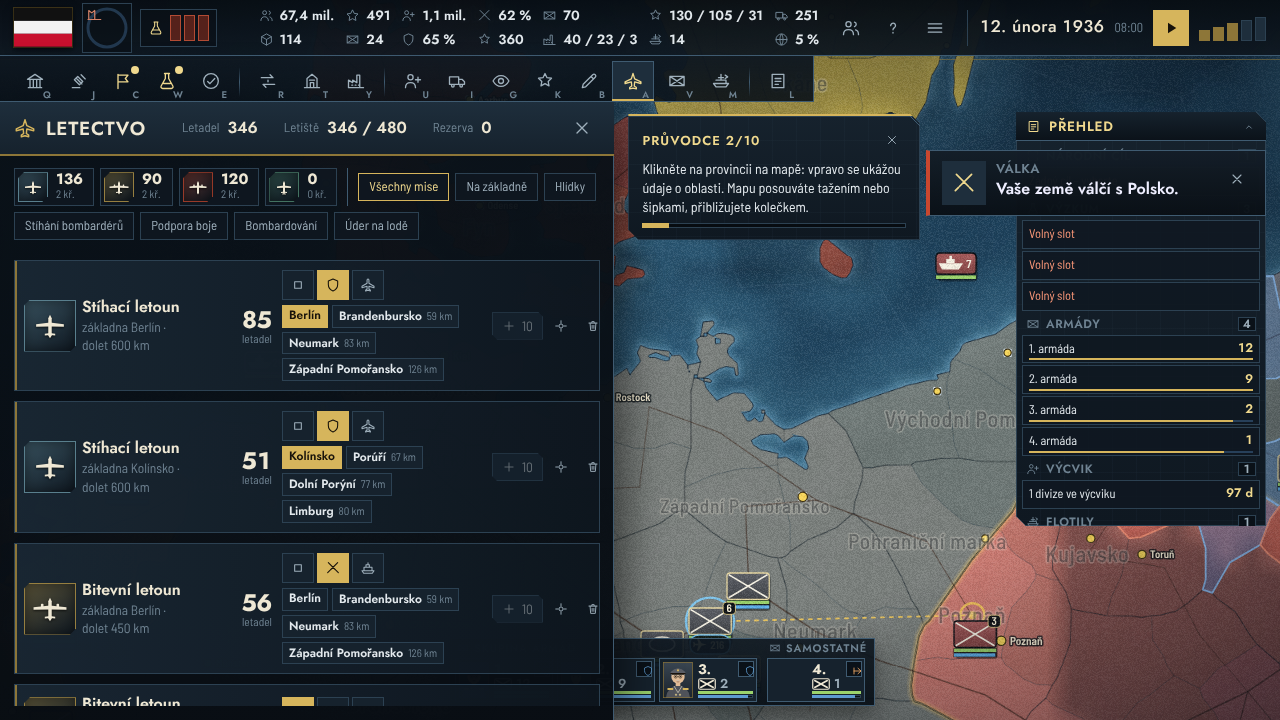 67,4 mil.
491
1,1 mil.
62 %
70
130 / 105 / 31
251
114
24
65 %
360
40 / 23 / 3
14
5 %
?
12. února 1936
08:00
Q
J
C
W
E
R
T
Y
U
I
G
K
B
A
V
M
L
LETECTVO
Letadel 346
Letiště 346 / 480
Rezerva 0
136
2 kř.
90
2 kř.
120
2 kř.
0
0 kř.
Všechny mise
Na základně
Hlídky
Stíhání bombardérů
Podpora boje
Bombardování
Úder na lodě
Stíhací letoun
základna Berlín ·
dolet 600 km
85
letadel
Berlín
Brandenbursko 59 km
Neumark 83 km
Západní Pomořansko 126 km
+ 10
Stíhací letoun
základna Kolínsko ·
dolet 600 km
51
letadel
Kolínsko
Porúří 67 km
Dolní Porýní 77 km
Limburg 80 km
+ 10
Bitevní letoun
základna Berlín ·
dolet 450 km
56
letadel
Berlín
Brandenbursko 59 km
Neumark 83 km
Západní Pomořansko 126 km
+ 10
Bitevní letoun
PRŮVODCE 2/10
Klikněte na provincii na mapě: vpravo se ukážou
údaje o oblasti. Mapu posouváte tažením nebo
šipkami, přibližujete kolečkem.
PŘEHLED
VÁLKA
Vaše země válčí s Polsko.
Volný slot
Volný slot
Volný slot
ARMÁDY 4
1. armáda 12
2. armáda 9
3. armáda 2
4. armáda 1
VÝCVIK 1
1 divize ve výcviku 97 d
FLOTILY 1
7
Rostock
Východní Pom
Západní Pomořansko
Pohraniční marka
Kujavsko
Toruň
Poznaň
Poznaň
3
6
Neumark
SAMOSTATNÉ
9
3.
2
4.
1